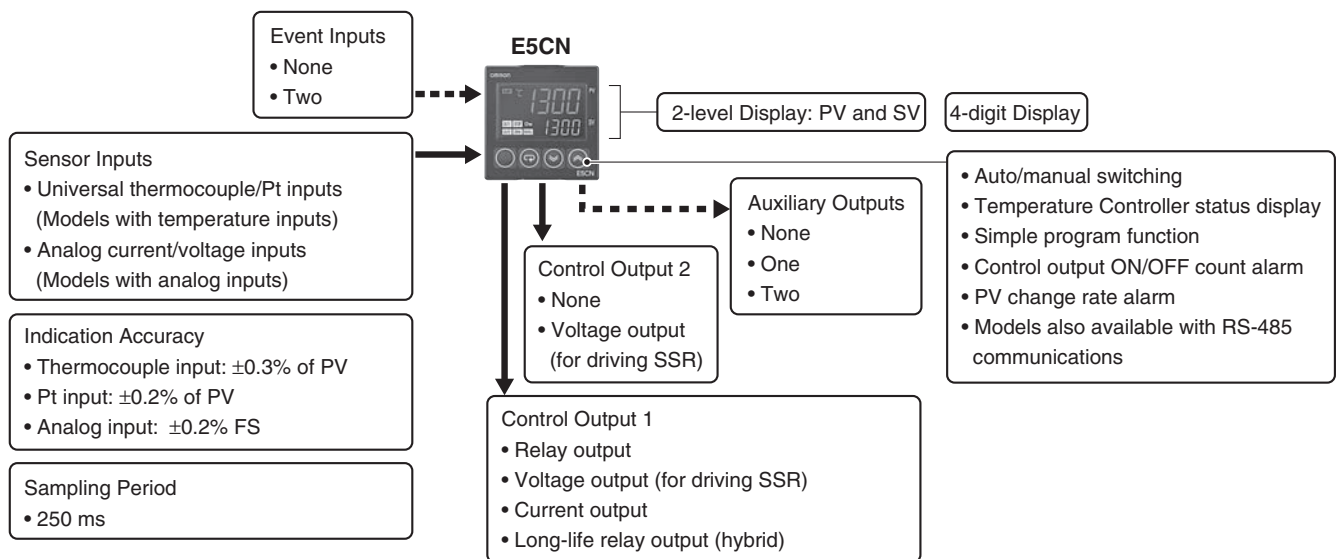 Event Inputs
• None
• Two
E5CN
omron
℃
1300
PV
1300
SV
E5CN
2-level Display: PV and SV
4-digit Display
Sensor Inputs
• Universal thermocouple/Pt inputs
(Models with temperature inputs)
• Analog current/voltage inputs
(Models with analog inputs)
Indication Accuracy
• Thermocouple input: ±0.3% of PV
• Pt input: ±0.2% of PV
• Analog input: ±0.2% FS
Sampling Period
• 250 ms
Control Output 2
• None
• Voltage output
(for driving SSR)
Auxiliary Outputs
• None
• One
• Two
• Auto/manual switching
• Temperature Controller status display
• Simple program function
• Control output ON/OFF count alarm
• PV change rate alarm
• Models also available with RS-485
communications
Control Output 1
• Relay output
• Voltage output (for driving SSR)
• Current output
• Long-life relay output (hybrid)